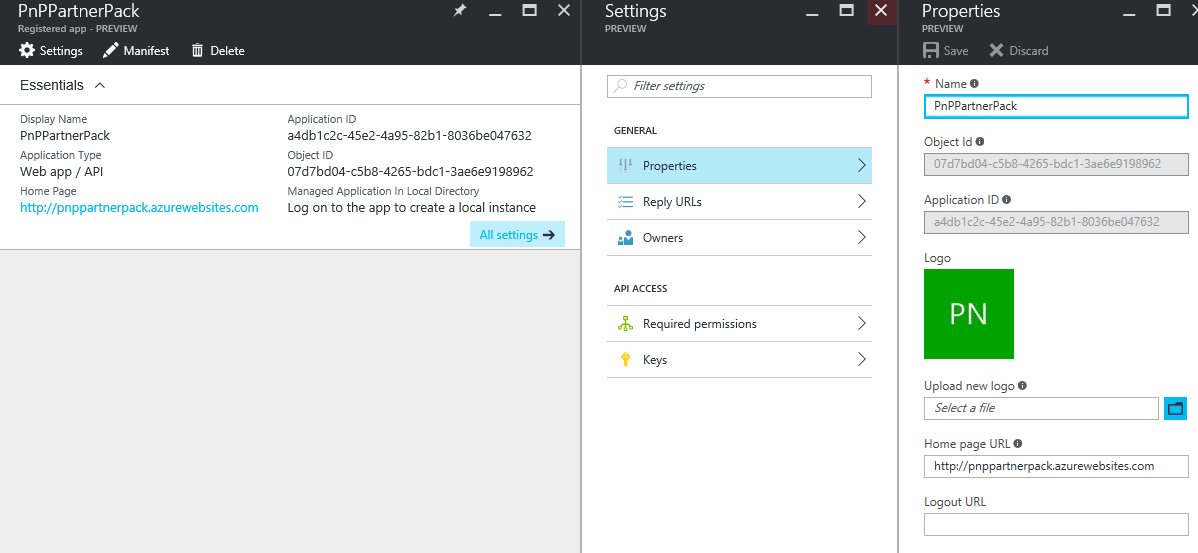 PnPPartnerPack
Registered app - PREVIEW
Settings
Manifest
Delete
Essentials
Display Name
PnPPartnerPack
Application Type
Web app / API
Home Page
http://pnppartnerpack.azurewebsites.com
Application ID
a4db1c2c-45e2-4a95-82b1-8036be047632
Object ID
07d7bd04-c5b8-4265-bdc1-3ae6e9198962
Managed Application In Local Directory
Log on to the app to create a local instance
All settings
Settings
PREVIEW
Filter settings
GENERAL
Properties
Reply URLs
Owners
API ACCESS
Required permissions
Keys
Properties
PREVIEW
Save
Discard
* Name
PnPPartnerPack
Object Id
07d7bd04-c5b8-4265-bdc1-3ae6e9198962
Application ID
a4db1c2c-45e2-4a95-82b1-8036be047632
Logo
PN
Upload new logo
Select a file
Home page URL
http://pnppartnerpack.azurewebsites.com
Logout URL